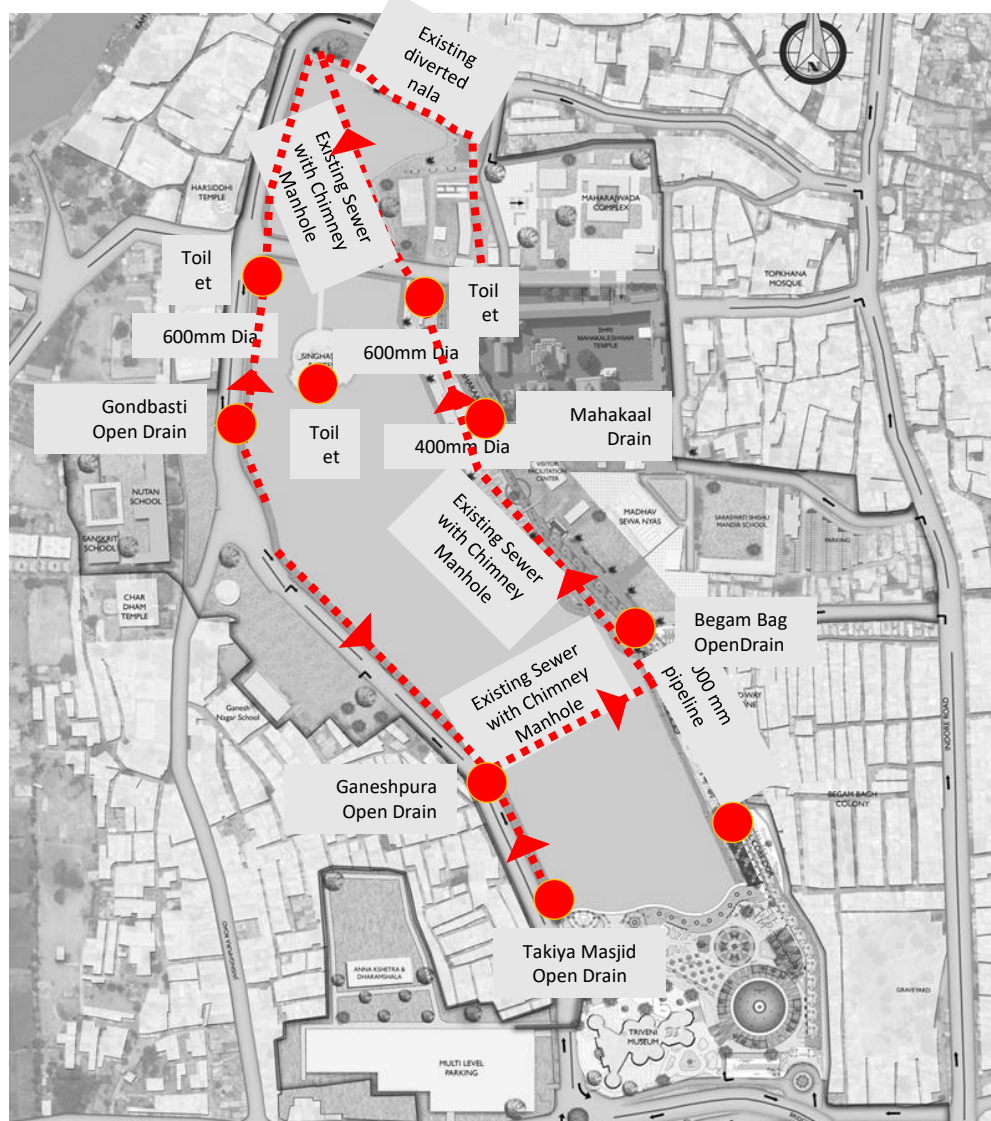 Existing
diverted
nala
N
Existing Sewer
with Chimney
Manhole
HARSIDDHI
TEMPLE
MAHARAJWADA
COMPLEX
TOPKHANA
MOSQUE
Toil
et
Toil
et
600mm Dia
600mm Dia
SHRI
MAHAKALESHWAR
TEMPLE
Gondbasti
Open Drain
Toil
et
400mm Dia
Mahakaal
Drain
VISITOR
FACILITATION
CENTER
NUTAN
SCHOOL
SANSKRIT
SCHOOL
MADHAV
SEWA NYAS
SARASWATI SHISHU
MANDIR SCHOOL
PARKING
Existing Sewer
with Chimney
Manhole
CHAR
DHAM
TEMPLE
Begam Bag
OpenDrain
000 mm
pipeline
Existing Sewer
with Chimney
Manhole
Ganesh
Nagar School
INDORE ROAD
Ganeshpura
Open Drain
BEGAM BAGH
COLONY
Takiya Masjid
Open Drain
JAISINGHPURA ROAD
ANNA KSHETRA &
DHARAMSHALA
GRAVEYARD
TRIVENI
MUSEUM
MULTI LEVEL
PARKING